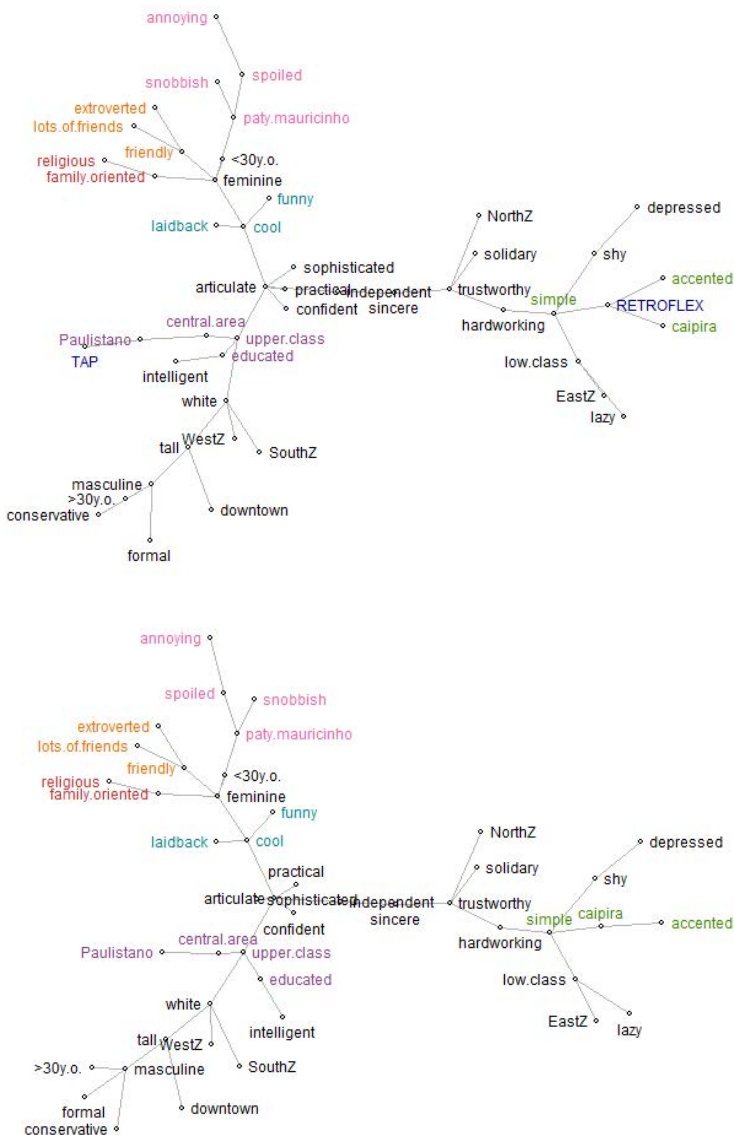 annoying
spoiled
snobbish
extroverted
paty.mauricinho
lots.of.friends
friendly
<30y.o.
religious
family.oriented
feminine
funny
laidback
cool
NorthZ
depressed
solidary
shy
sophisticated
accented
articulate
practical
independent
trustworthy
simple
RETROFLEX
sincere
confident
hardworking
caipira
central.area
Paulistano
upper.class
TAP
educated
intelligent
low.class
white
EastZ
lazy
WestZ
tall
SouthZ
masculine
>30y.o.
conservative
downtown
formal
annoying
spoiled
snobbish
extroverted
paty.mauricinho
lots.of.friends
friendly
<30y.o.
religious
family.oriented
feminine
funny
laidback
cool
NorthZ
depressed
practical
solidary
shy
articulate
sophisticated
independent
trustworthy
sincere
simple
caipira
accented
confident
hardworking
central.area
Paulistano
upper.class
educated
low.class
white
intelligent
EastZ
lazy
tall
WestZ
SouthZ
>30y.o.
masculine
formal
downtown
conservative